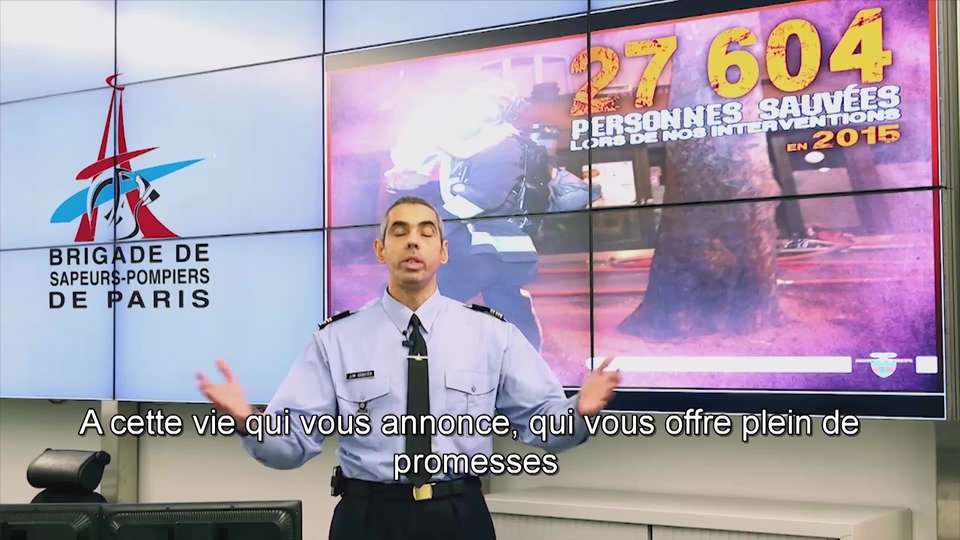 27 604
PERSONNES SAUVÉES
LORS DE NOS INTERVENTIONS
EN 2015
BRIGADE DE
SAPEURS-POMPIERS
DE PARIS
A cette vie qui vous annonce, qui vous offre plein de
promesses